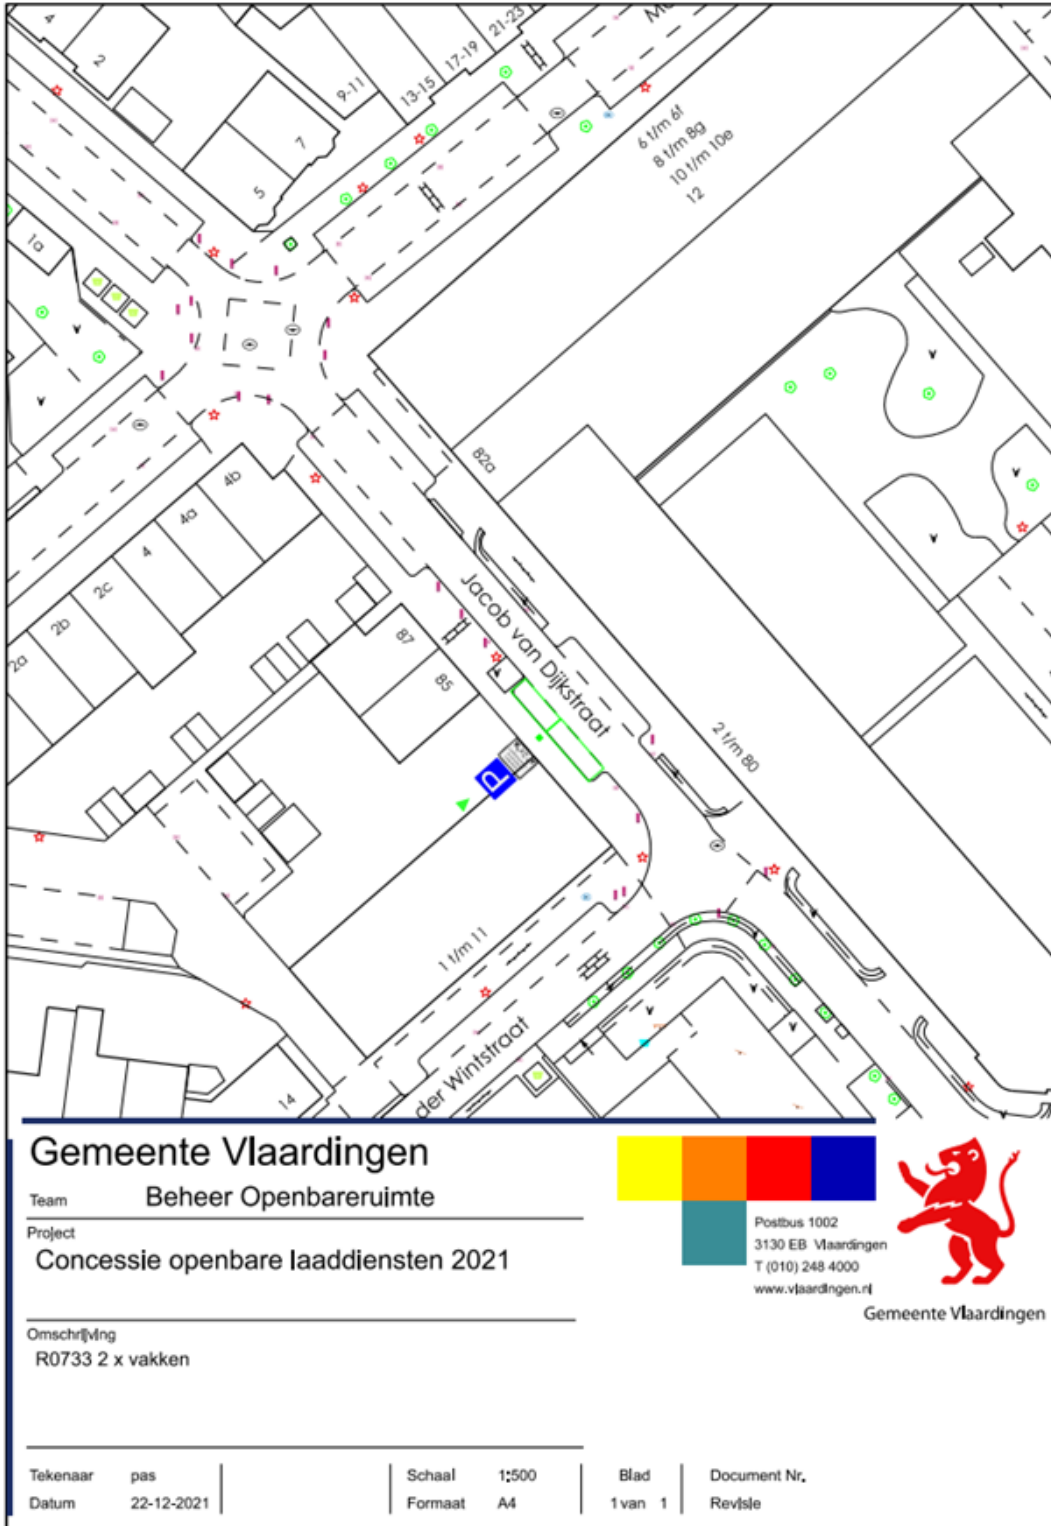 4
2
9-11
13-15
17-19
21-23
7
5
1a
6 t/m 6f
8 t/m 8g
10 t/m 10e
12
82a
4b
4a
4
2c
2b
2a
87
85
Jacob van Dijkstraat
2 t/m 80
P
1 t/m 11
der Wintstraat
14
Gemeente Vlaardingen
Team Beheer Openbareruimte
Project
Concessie openbare laaddiensten 2021
Omschrijving
R0733 2 x vakken
Postbus 1002
3130 EB Vlaardingen
T (010) 248 4000
www.vlaardingen.nl
Gemeente Vlaardingen
Tekenaar pas Schaal 1:500 Blad Document Nr.
Datum 22-12-2021 Formaat A4 1 van 1 Revisie